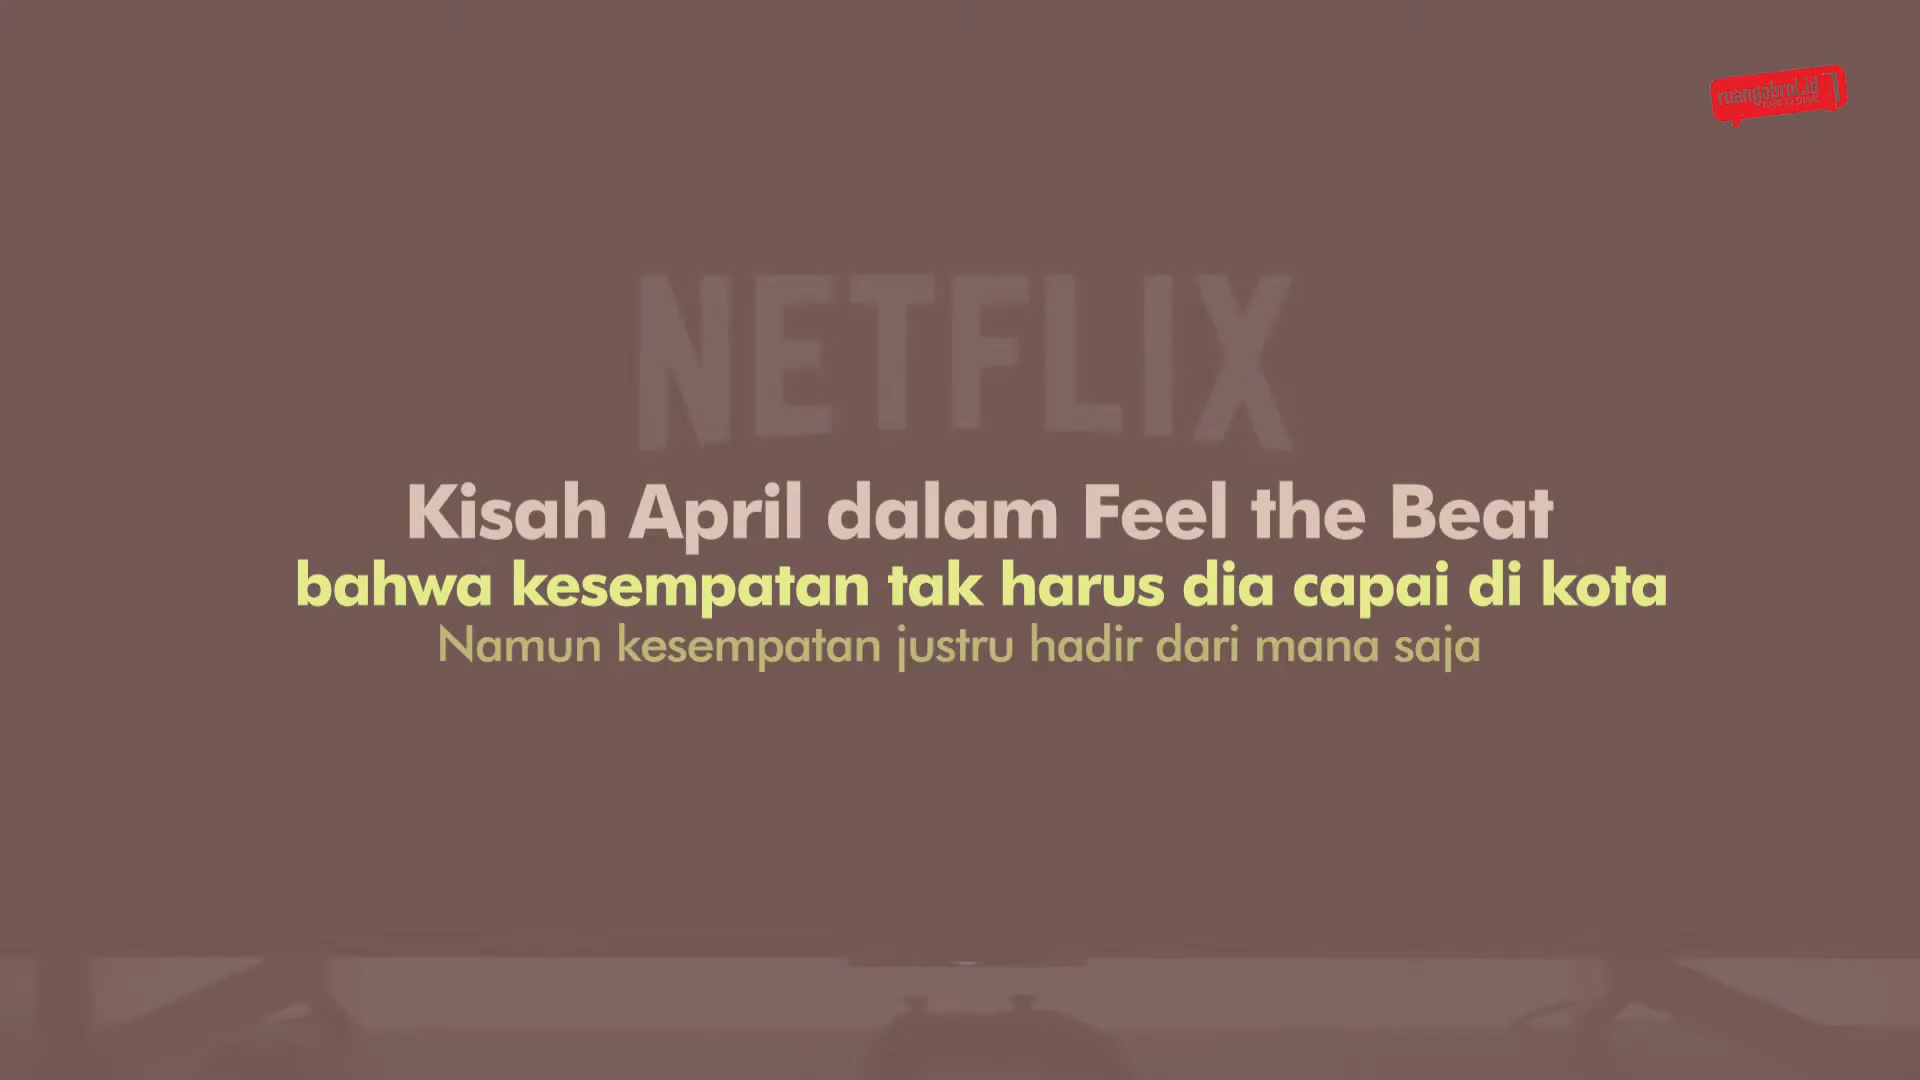 ruangobrol.id
NETFLIX
Kisah April dalam Feel the Beat
bahwa kesempatan tak harus dia capai di kota
Namun kesempatan justru hadir dari mana saja